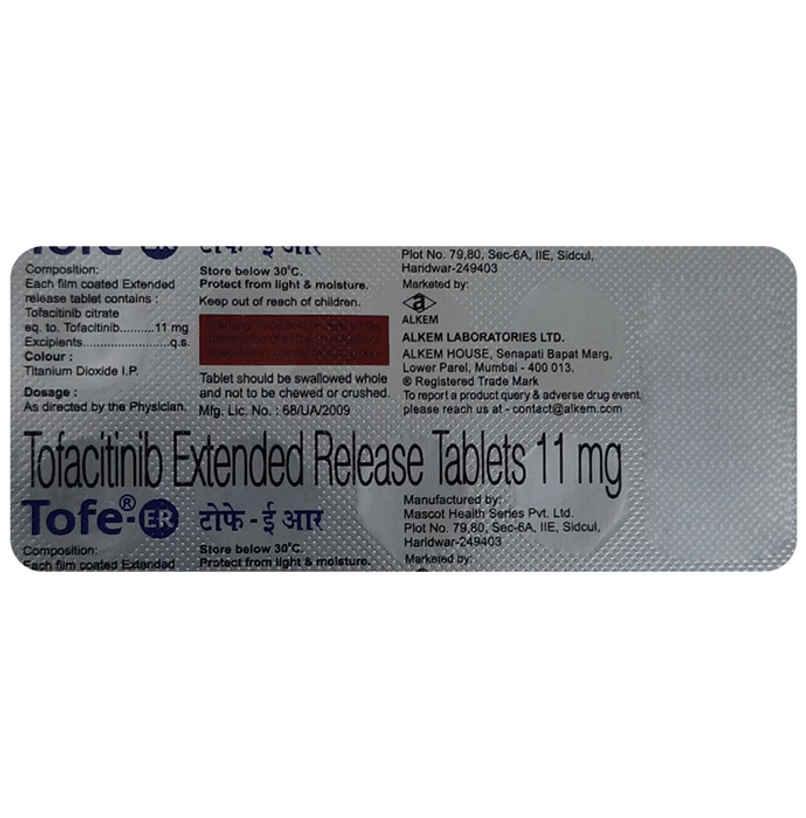 Tofe-ER टोफे - ई आर
Composition:
Each film coated Extended
release tablet contains :
Tofacitinib citrate
eq. to. Tofacitinib..........11 mg
Excipients......................q.s.
Colour :
Titanium Dioxide I.P.
Dosage :
As directed by the Physician.
Store below 30°C.
Protect from light & moisture.
Keep out of reach of children.
Tablet should be swallowed whole
and not to be chewed or crushed.
Mfg. Lic. No. : 68/UA/2009
Plot No. 79,80, Sec-6A, IIE, Sidcul,
Haridwar-249403
Marketed by:
a
ALKEM
ALKEM LABORATORIES LTD.
ALKEM HOUSE, Senapati Bapat Marg,
Lower Parel, Mumbai - 400 013.
® Registered Trade Mark
To report a product query & adverse drug event,
please reach us at - contact@alkem.com
Tofacitinib Extended Release Tablets 11 mg
Tofe®-ER टोफे - ई आर
Composition:
Each film coated Extended
Store below 30°C.
Protect from light & moisture.
Manufactured by:
Mascot Health Series Pvt. Ltd.
Plot No. 79,80, Sec-6A, IIE, Sidcul,
Haridwar-249403
Marketed by: